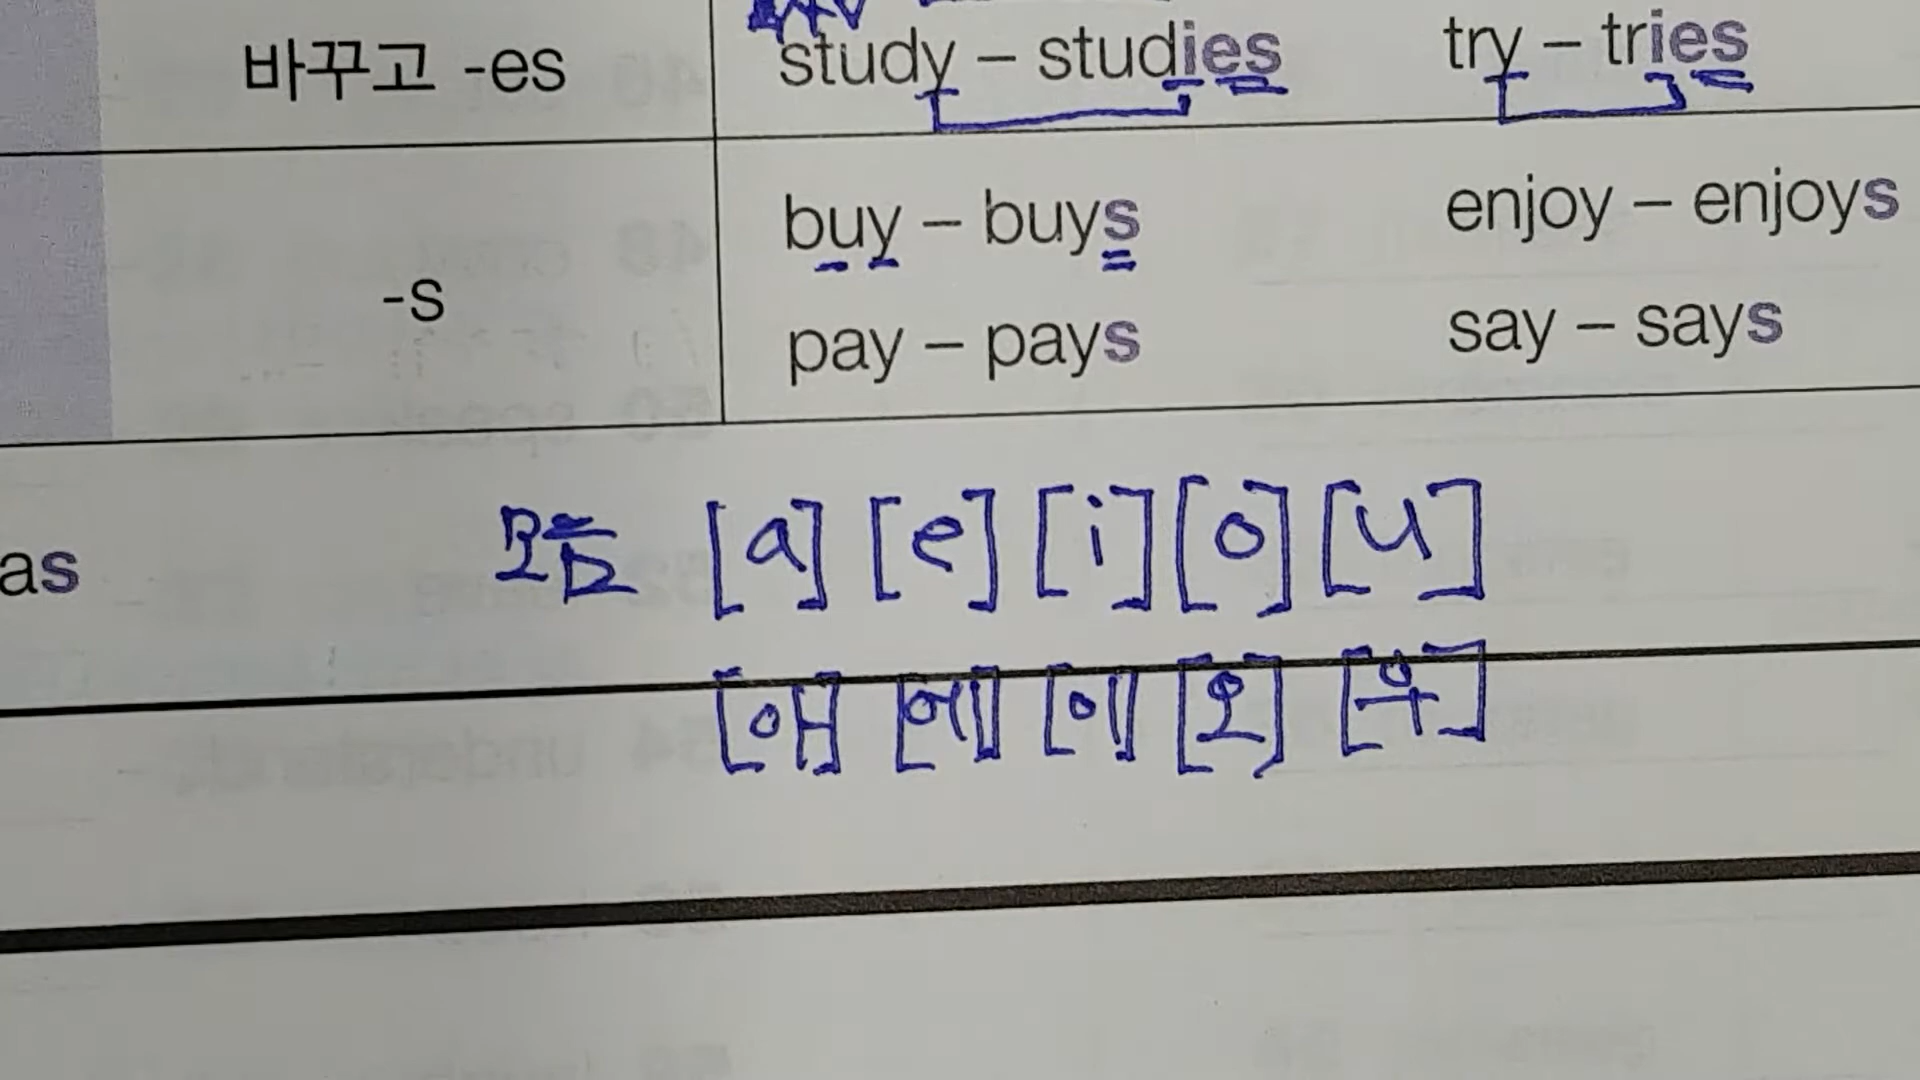 바꾸고 -es study – studies try – tries
buy – buys enjoy – enjoys
-s
pay – pays say – says
as
모음 [a] [e] [i] [o] [u]
[애] [에] [이] [오] [우]